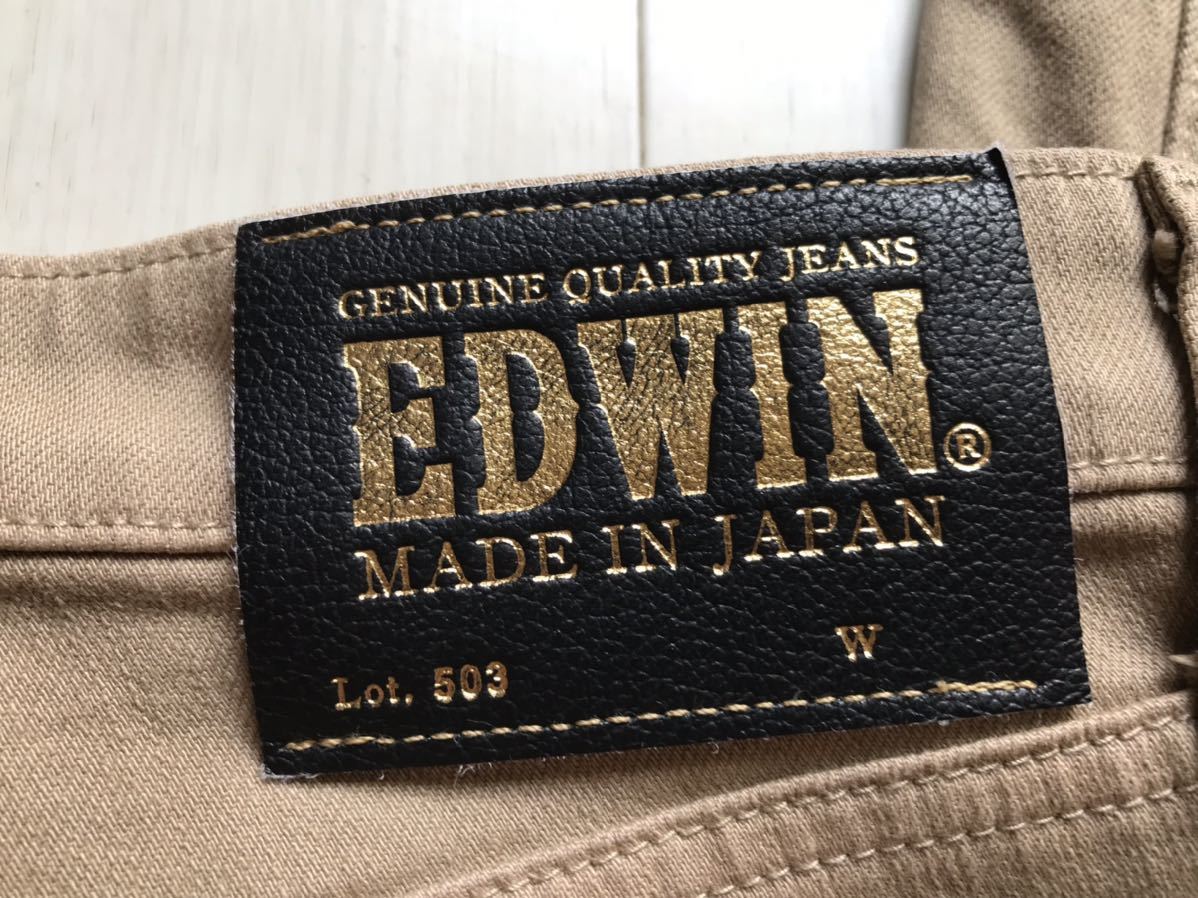 GENUINE QUALITY JEANS
EDWIN®
MADE IN JAPAN
W
Lot. 503